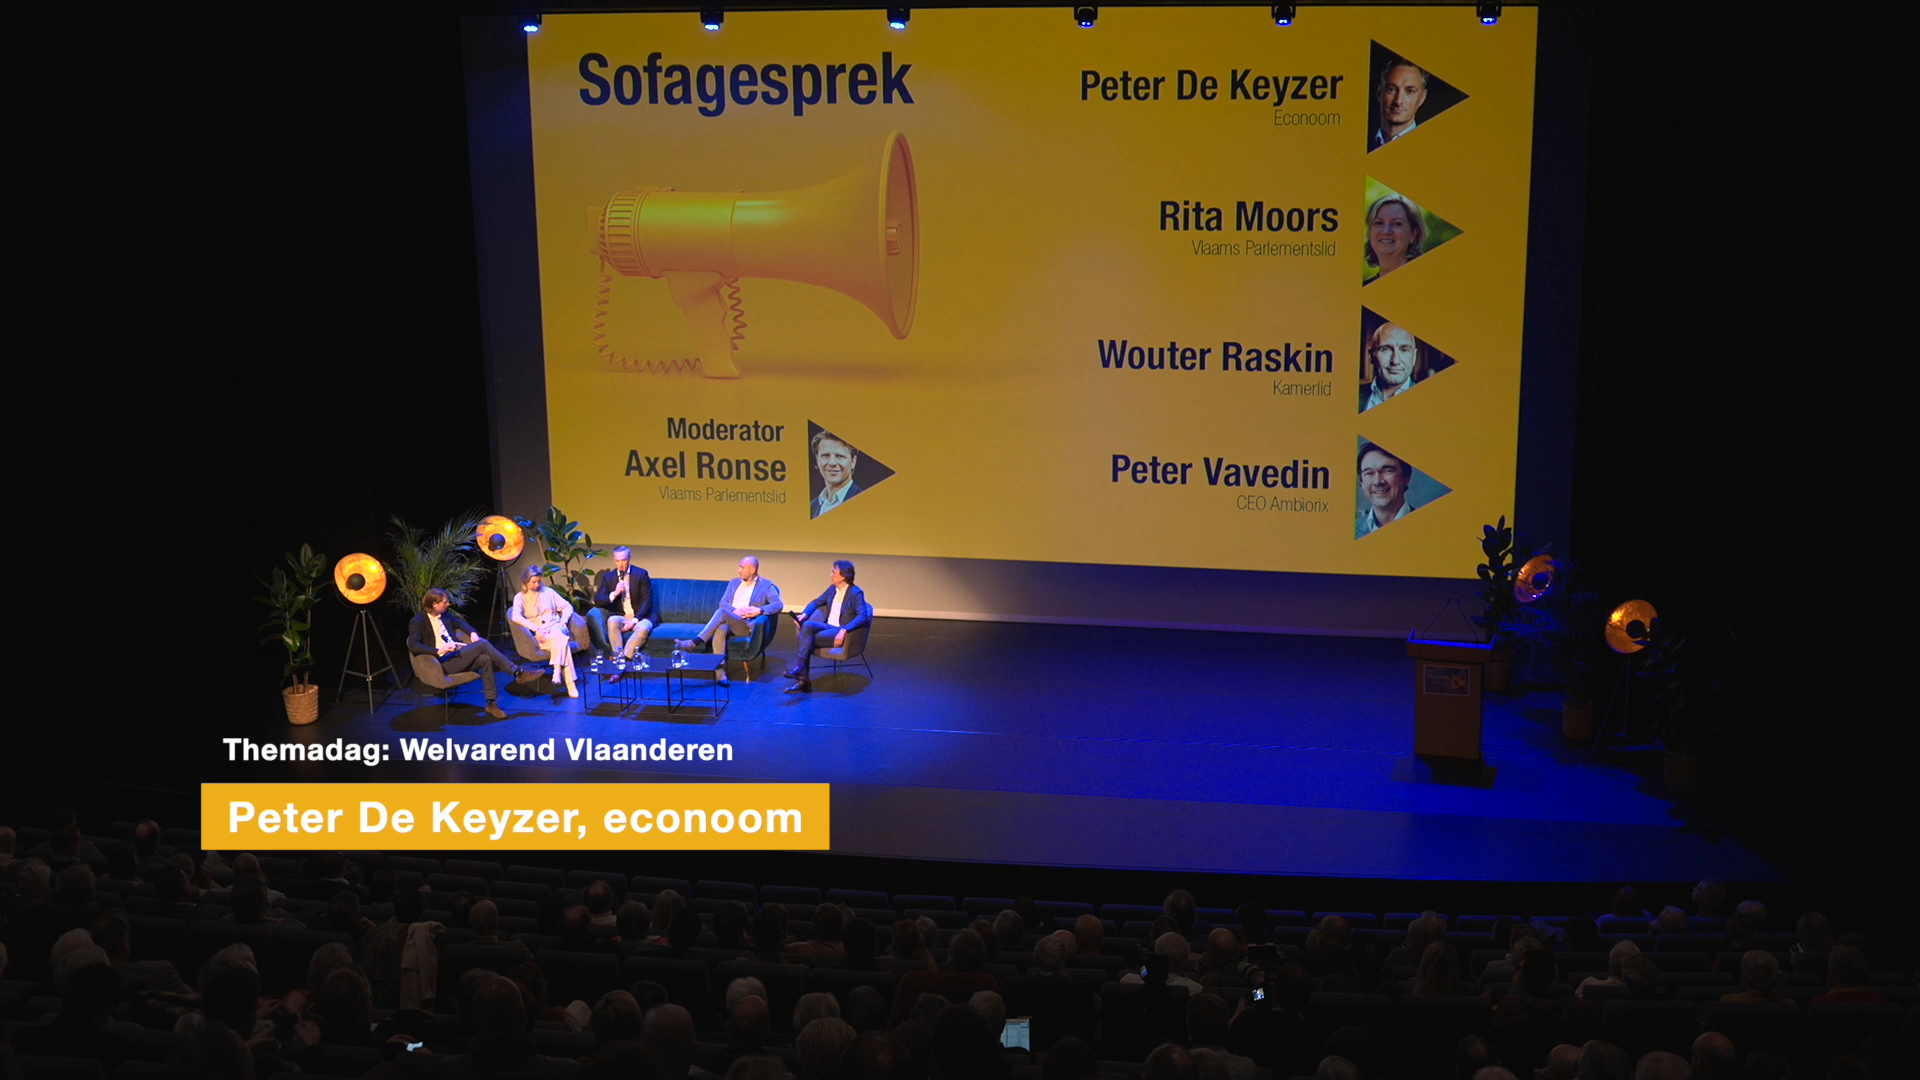 Sofagesprek
Peter De Keyzer
Econoom
Rita Moors
Vlaams Parlementslid
Wouter Raskin
Kamerlid
Peter Vavedin
CEO Ambiorix
Moderator
Axel Ronse
Vlaams Parlementslid
Themadag: Welvarend Vlaanderen
Peter De Keyzer, econoom